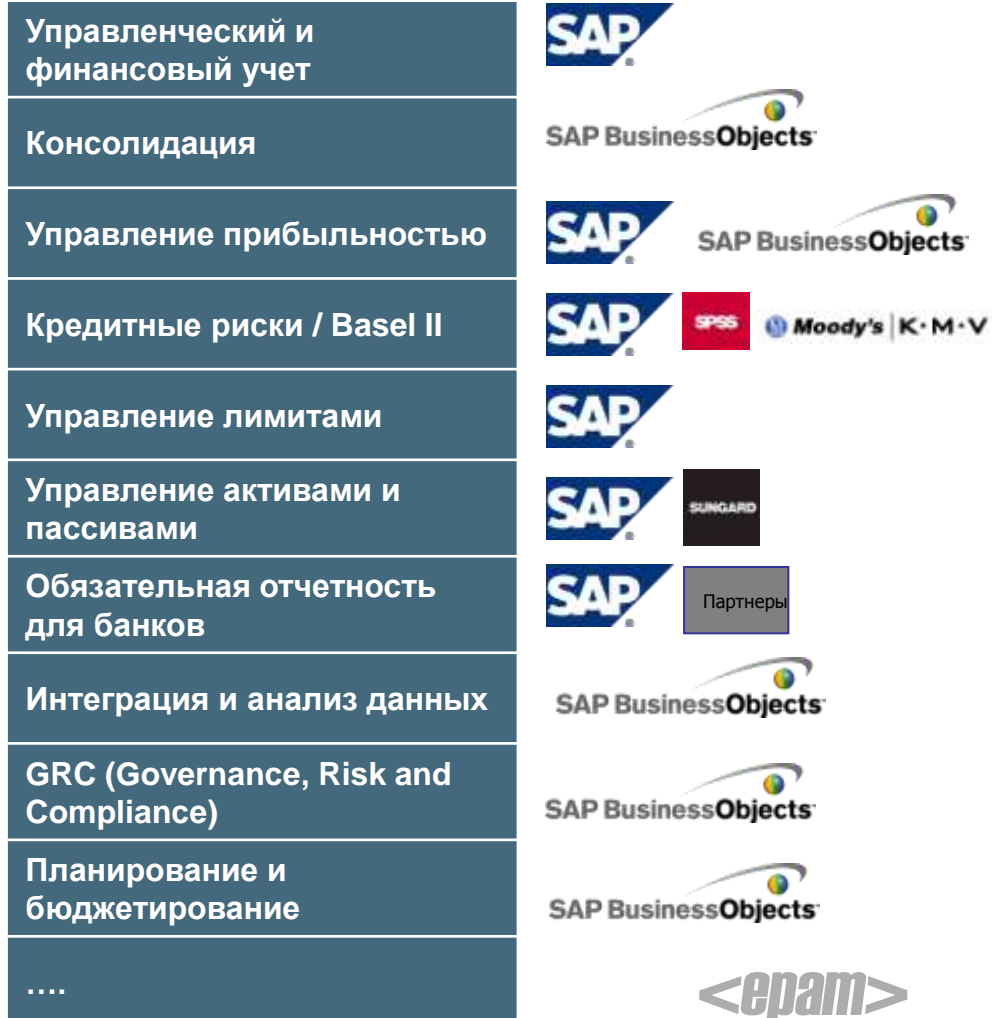 Управленческий и
финансовый учет
SAP
Консолидация
SAP BusinessObjects
Управление прибыльностью
SAP
SAP BusinessObjects
Кредитные риски / Basel II
SAP
SPSS
Moody's K·M·V
Управление лимитами
SAP
Управление активами и
пассивами
SAP
SUNGARD
Обязательная отчетность
для банков
SAP
Партнеры
Интеграция и анализ данных
SAP BusinessObjects
GRC (Governance, Risk and
Compliance)
SAP BusinessObjects
Планирование и
бюджетирование
SAP BusinessObjects
....
<epam>